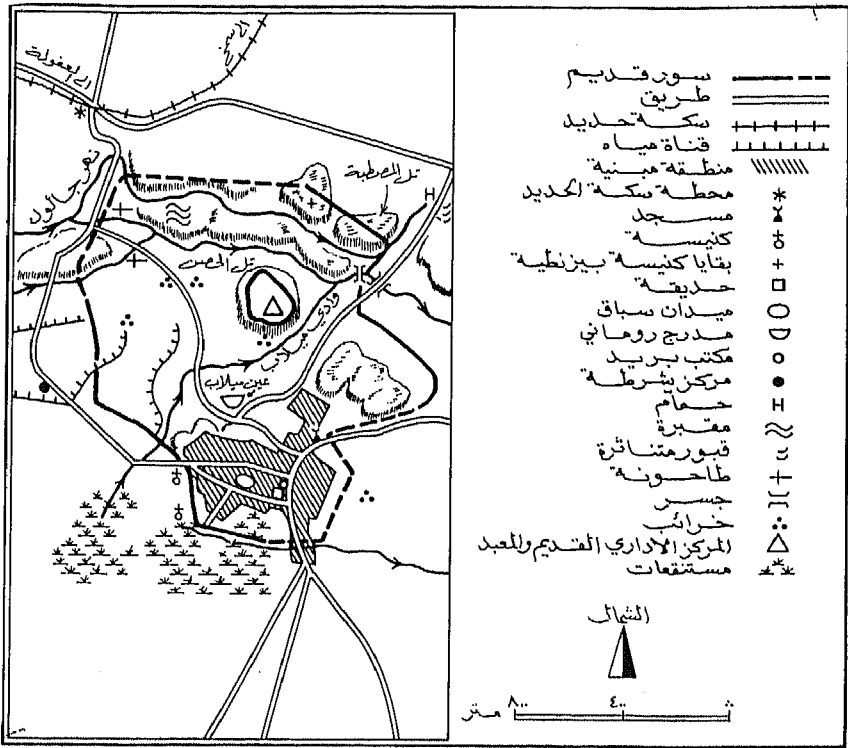 سور قديم
طريق
سكة حديد
قناة مياه
منطقة مبنية
محطة سكة الحديد
مسجد
كنيسة
بقايا كنيسة بيزنطية
حديقة
ميدان سباق
مدرج روماني
مكتب بريد
مركز شرطة
حمام
مقبرة
قبور متناثرة
طاحونة
جسر
خرائب
المركز الاداري القديم والمعبد
مستنقعات
الشمال
٨٠٠ ٤٠٠ ٠ متر
الى العفولة
نهر جالود
تل المصطبة
تل الحصن
وادي ميلاب
عين ميلاب
H